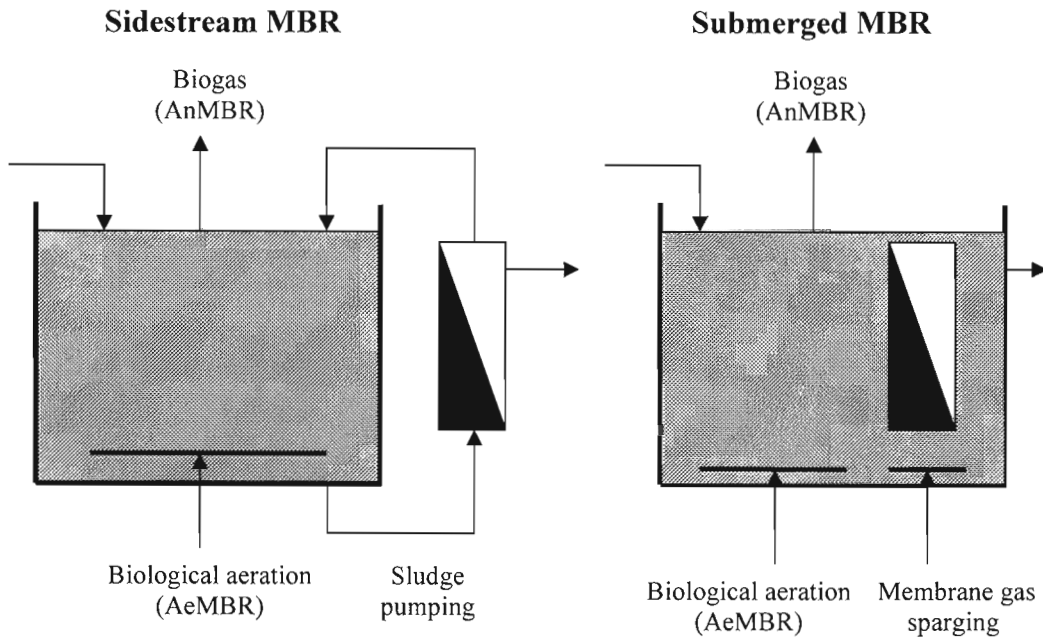 Sidestream MBR
Biogas
(AnMBR)
Biological aeration
(AeMBR)
Sludge
pumping
Submerged MBR
Biogas
(AnMBR)
Biological aeration
(AeMBR)
Membrane gas
sparging